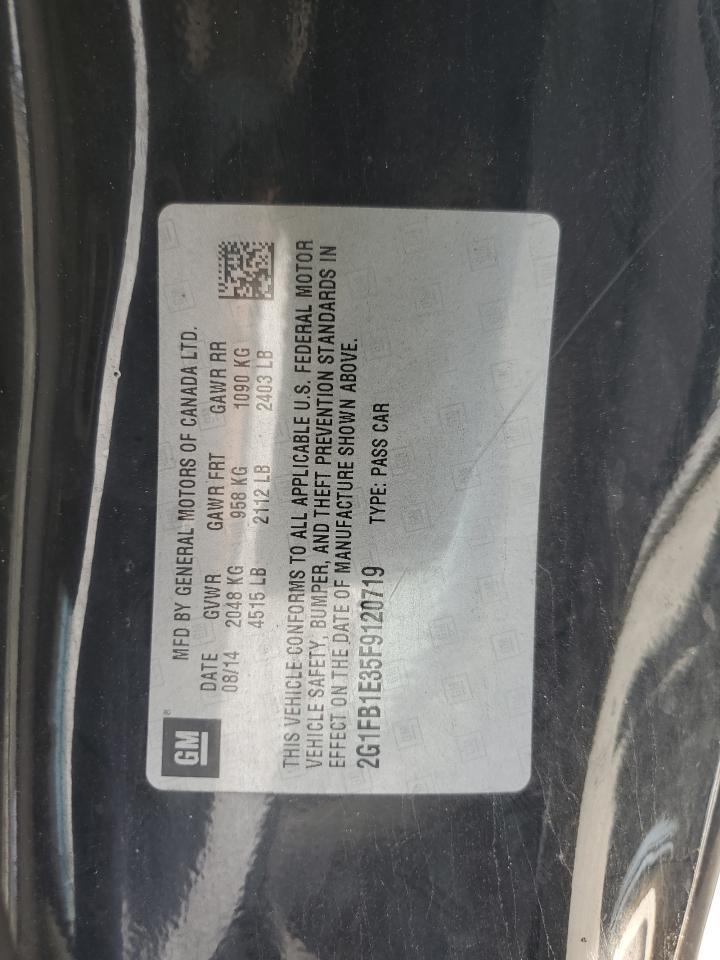 GM®
MFD BY GENERAL MOTORS OF CANADA LTD.
DATE GVWR GAWR FRT GAWR RR
08/14 2048 KG 958 KG 1090 KG
4515 LB 2112 LB 2403 LB
THIS VEHICLE CONFORMS TO ALL APPLICABLE U.S. FEDERAL MOTOR
VEHICLE SAFETY, BUMPER, AND THEFT PREVENTION STANDARDS IN
EFFECT ON THE DATE OF MANUFACTURE SHOWN ABOVE.
2G1FB1E35F9120719 TYPE: PASS CAR